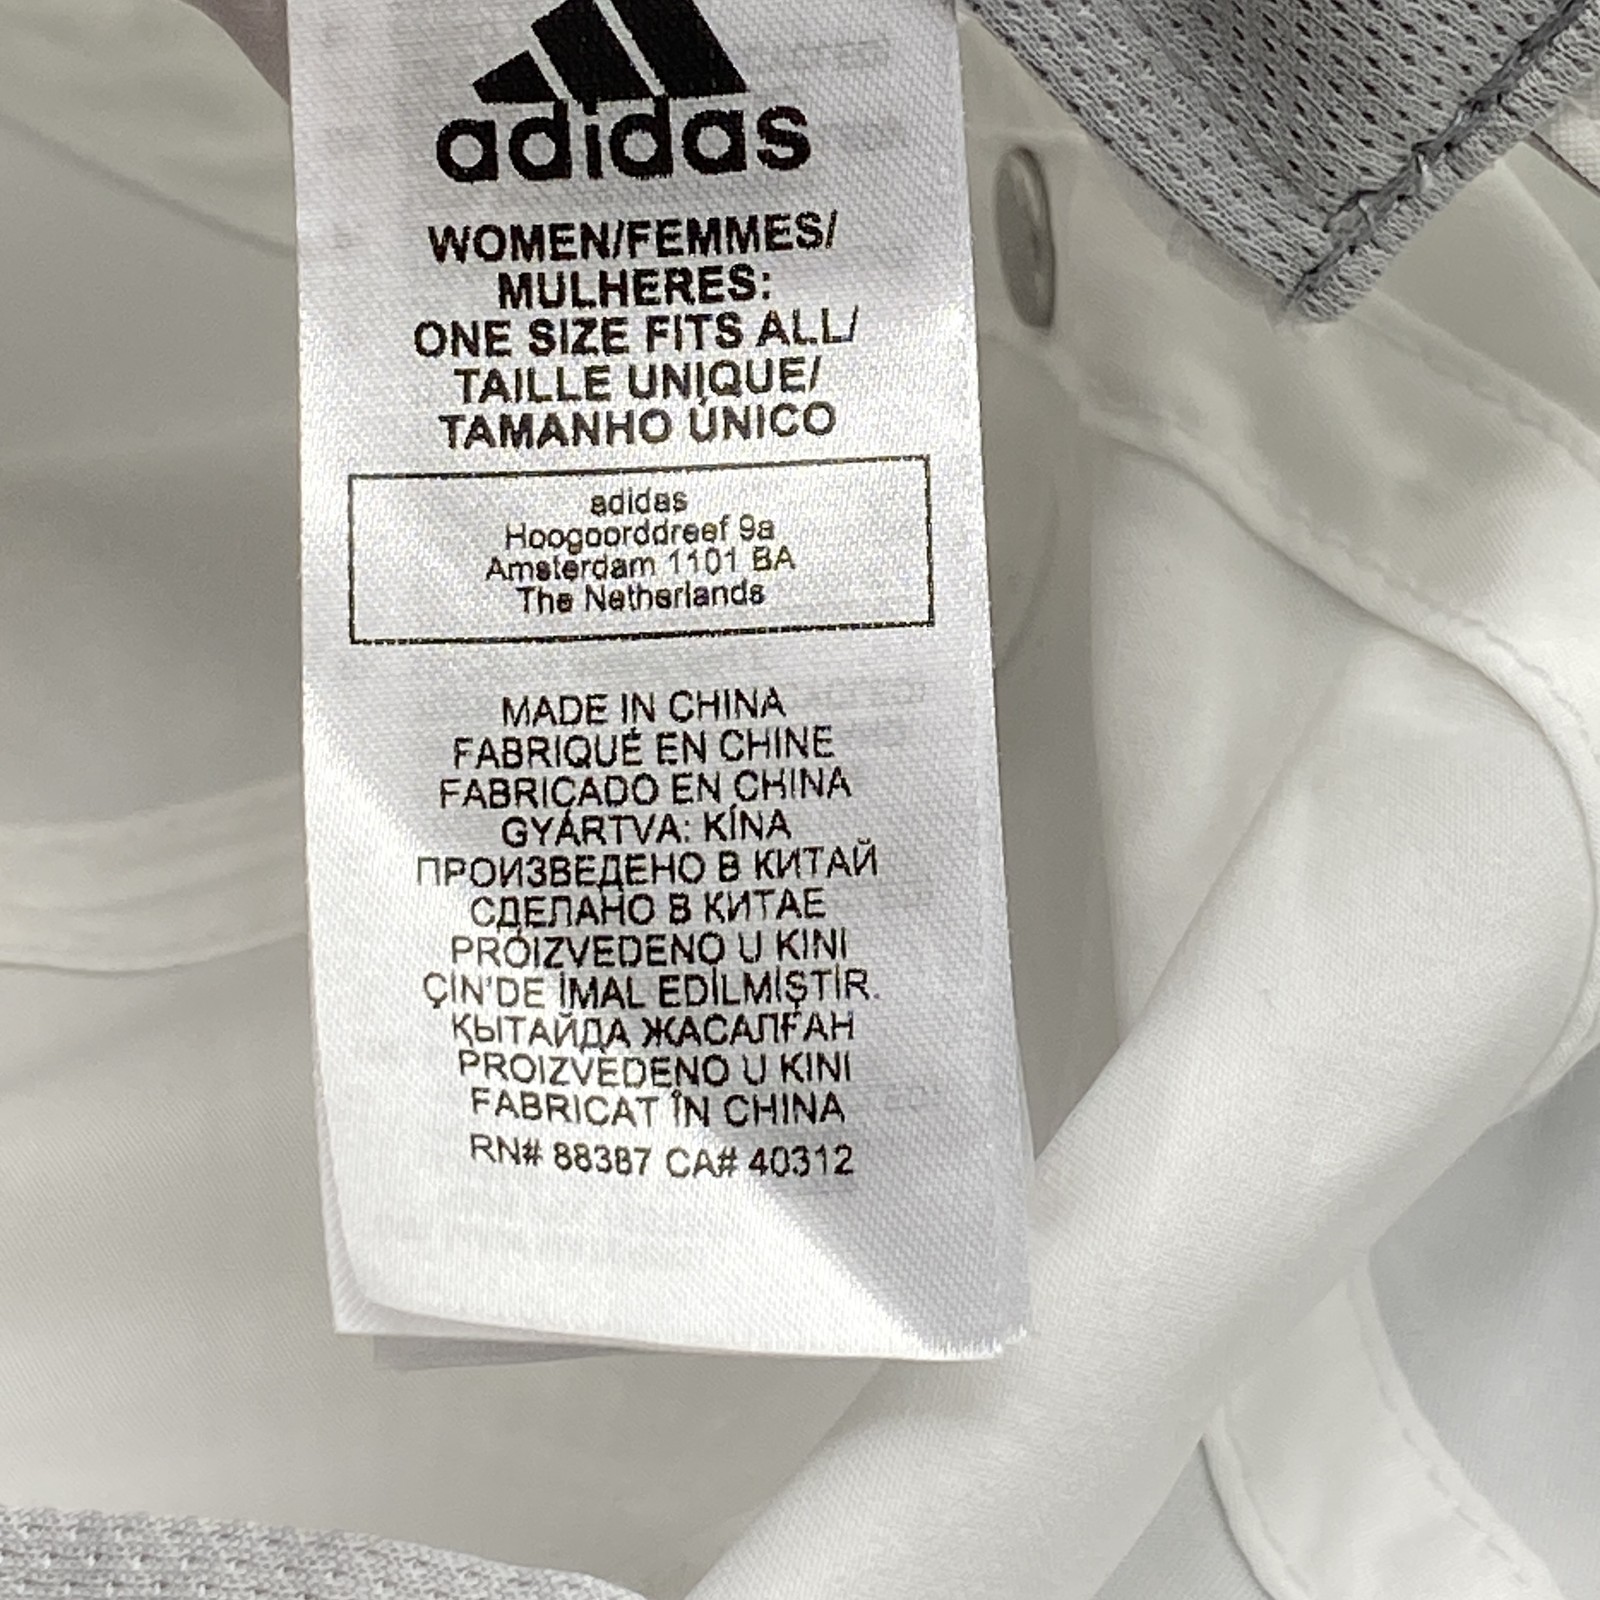 adidas
WOMEN/FEMMES/
MULHERES:
ONE SIZE FITS ALL/
TAILLE UNIQUE/
TAMANHO ÚNICO
adidas
Hoogoorddreef 9a
Amsterdam 1101 BA
The Netherlands
MADE IN CHINA
FABRIQUÉ EN CHINE
FABRICADO EN CHINA
GYÁRTVA: KÍNA
ПРОИЗВЕДЕНО В КИТАЙ
СДЕЛАНО В КИТАЕ
PROIZVEDENO U KINI
ÇİN'DE İMAL EDİLMİŞTİR.
ҚЫТАЙДА ЖАСАЛҒАН
PROIZVEDENO U KINI
FABRICAT ÎN CHINA
RN# 88387 CA# 40312